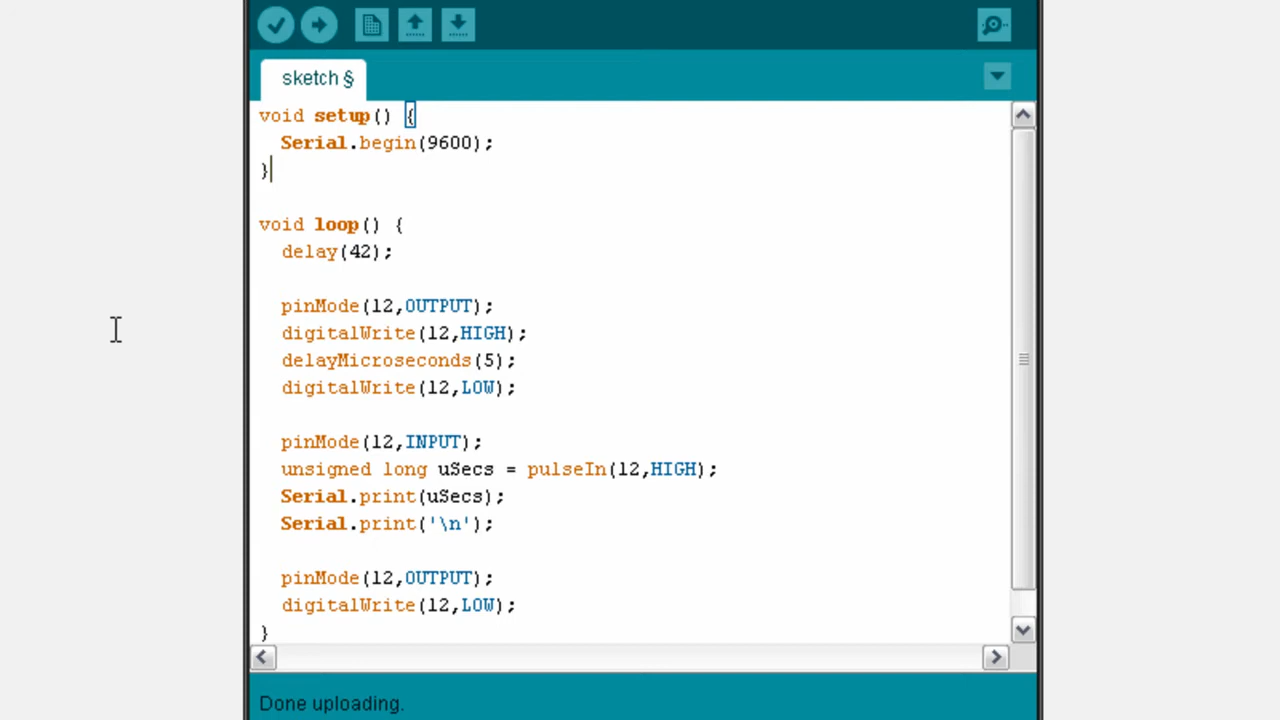 sketch §
void setup() {
  Serial.begin(9600);
}
void loop() {
  delay(42);
  pinMode(12,OUTPUT);
  digitalWrite(12,HIGH);
  delayMicroseconds(5);
  digitalWrite(12,LOW);
  pinMode(12,INPUT);
  unsigned long uSecs = pulseIn(12,HIGH);
  Serial.print(uSecs);
  Serial.print('\n');
  pinMode(12,OUTPUT);
  digitalWrite(12,LOW);
}
Done uploading.